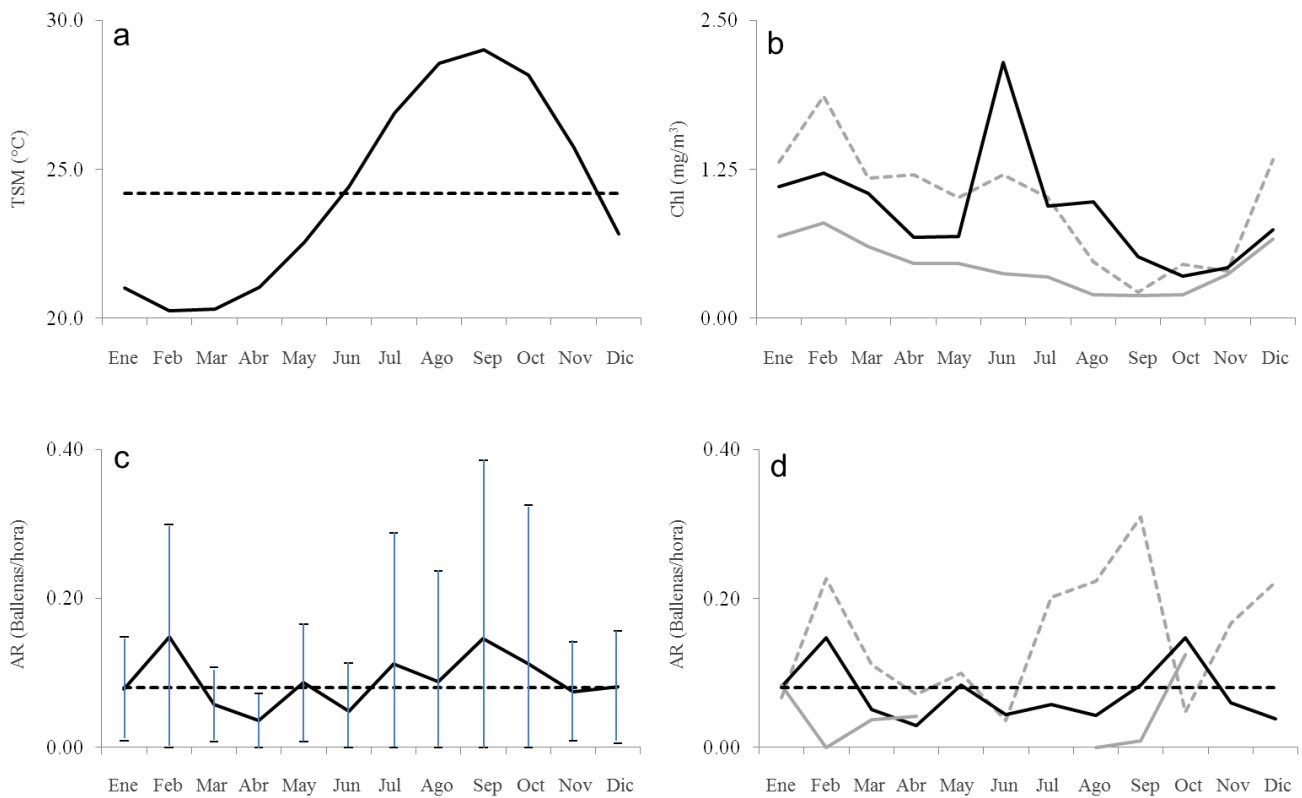 a
30.0
25.0
20.0
TSM (°C)
Ene Feb Mar Abr May Jun Jul Ago Sep Oct Nov Dic
b
2.50
1.25
0.00
Chl (mg/m³)
Ene Feb Mar Abr May Jun Jul Ago Sep Oct Nov Dic
c
0.40
0.20
0.00
AR (Ballenas/hora)
Ene Feb Mar Abr May Jun Jul Ago Sep Oct Nov Dic
d
0.40
0.20
0.00
AR (Ballenas/hora)
Ene Feb Mar Abr May Jun Jul Ago Sep Oct Nov Dic